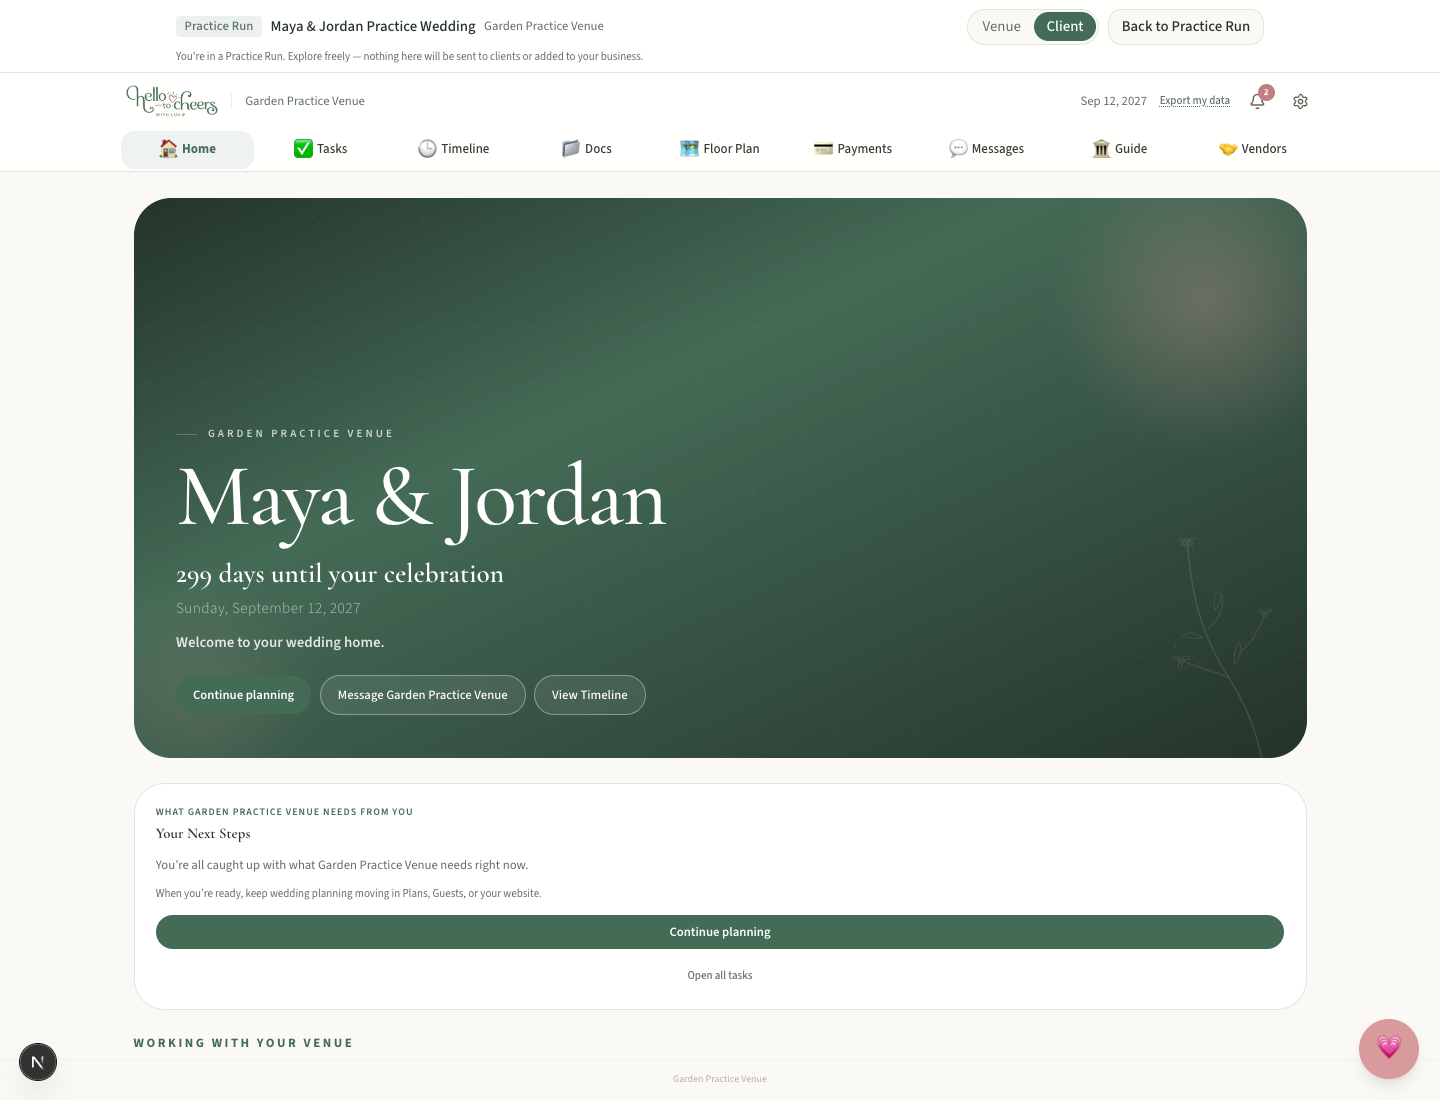 Practice Run Maya & Jordan Practice Wedding Garden Practice Venue
Venue Client Back to Practice Run
You're in a Practice Run. Explore freely — nothing here will be sent to clients or added to your business.
hello to cheers
WITH LUV
Garden Practice Venue
Sep 12, 2027 Export my data 2
Home Tasks Timeline Docs Floor Plan Payments Messages Guide Vendors
GARDEN PRACTICE VENUE
Maya & Jordan
299 days until your celebration
Sunday, September 12, 2027
Welcome to your wedding home.
Continue planning Message Garden Practice Venue View Timeline
WHAT GARDEN PRACTICE VENUE NEEDS FROM YOU
Your Next Steps
You’re all caught up with what Garden Practice Venue needs right now.
When you’re ready, keep wedding planning moving in Plans, Guests, or your website.
Continue planning
Open all tasks
WORKING WITH YOUR VENUE
N
Garden Practice Venue